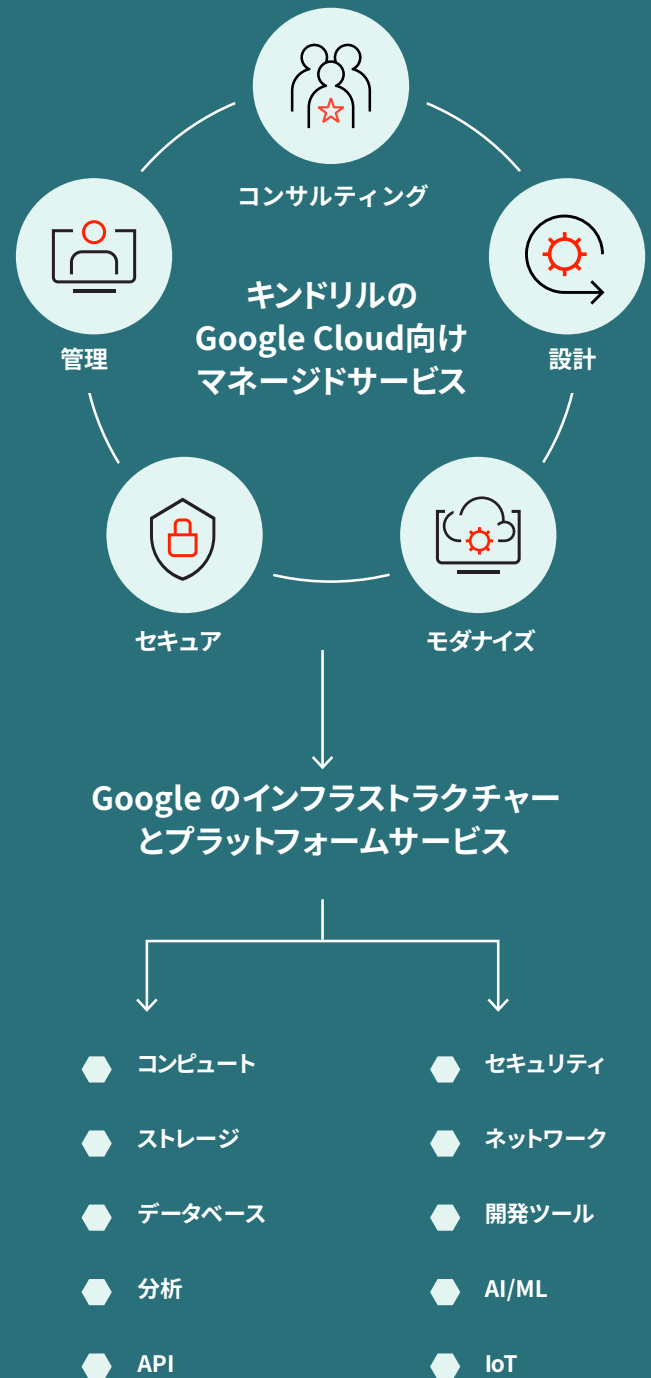 コンサルティング
管理
キンドリルの
Google Cloud向け
マネージドサービス
設計
セキュア
モダナイズ
Google のインフラストラクチャー
とプラットフォームサービス
コンピュート
ストレージ
データベース
分析
API
セキュリティ
ネットワーク
開発ツール
AI/ML
IoT